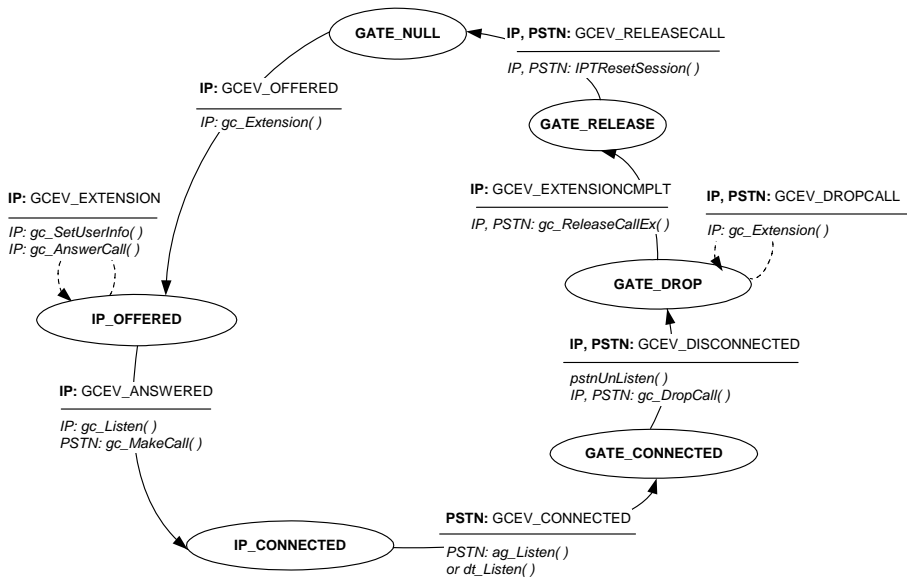 GATE_NULL
IP, PSTN: GCEV_RELEASECALL
IP, PSTN: IPTResetSession( )
IP: GCEV_OFFERED
IP: gc_Extension( )
GATE_RELEASE
IP: GCEV_EXTENSION
IP: gc_SetUserInfo( )
IP: gc_AnswerCall( )
IP: GCEV_EXTENSIONCMPLT
IP, PSTN: gc_ReleaseCallEx( )
IP, PSTN: GCEV_DROPCALL
IP: gc_Extension( )
GATE_DROP
IP_OFFERED
IP, PSTN: GCEV_DISCONNECTED
pstnUnListen( )
IP, PSTN: gc_DropCall( )
IP: GCEV_ANSWERED
IP: gc_Listen( )
PSTN: gc_MakeCall( )
GATE_CONNECTED
PSTN: GCEV_CONNECTED
PSTN: ag_Listen( )
or dt_Listen( )
IP_CONNECTED